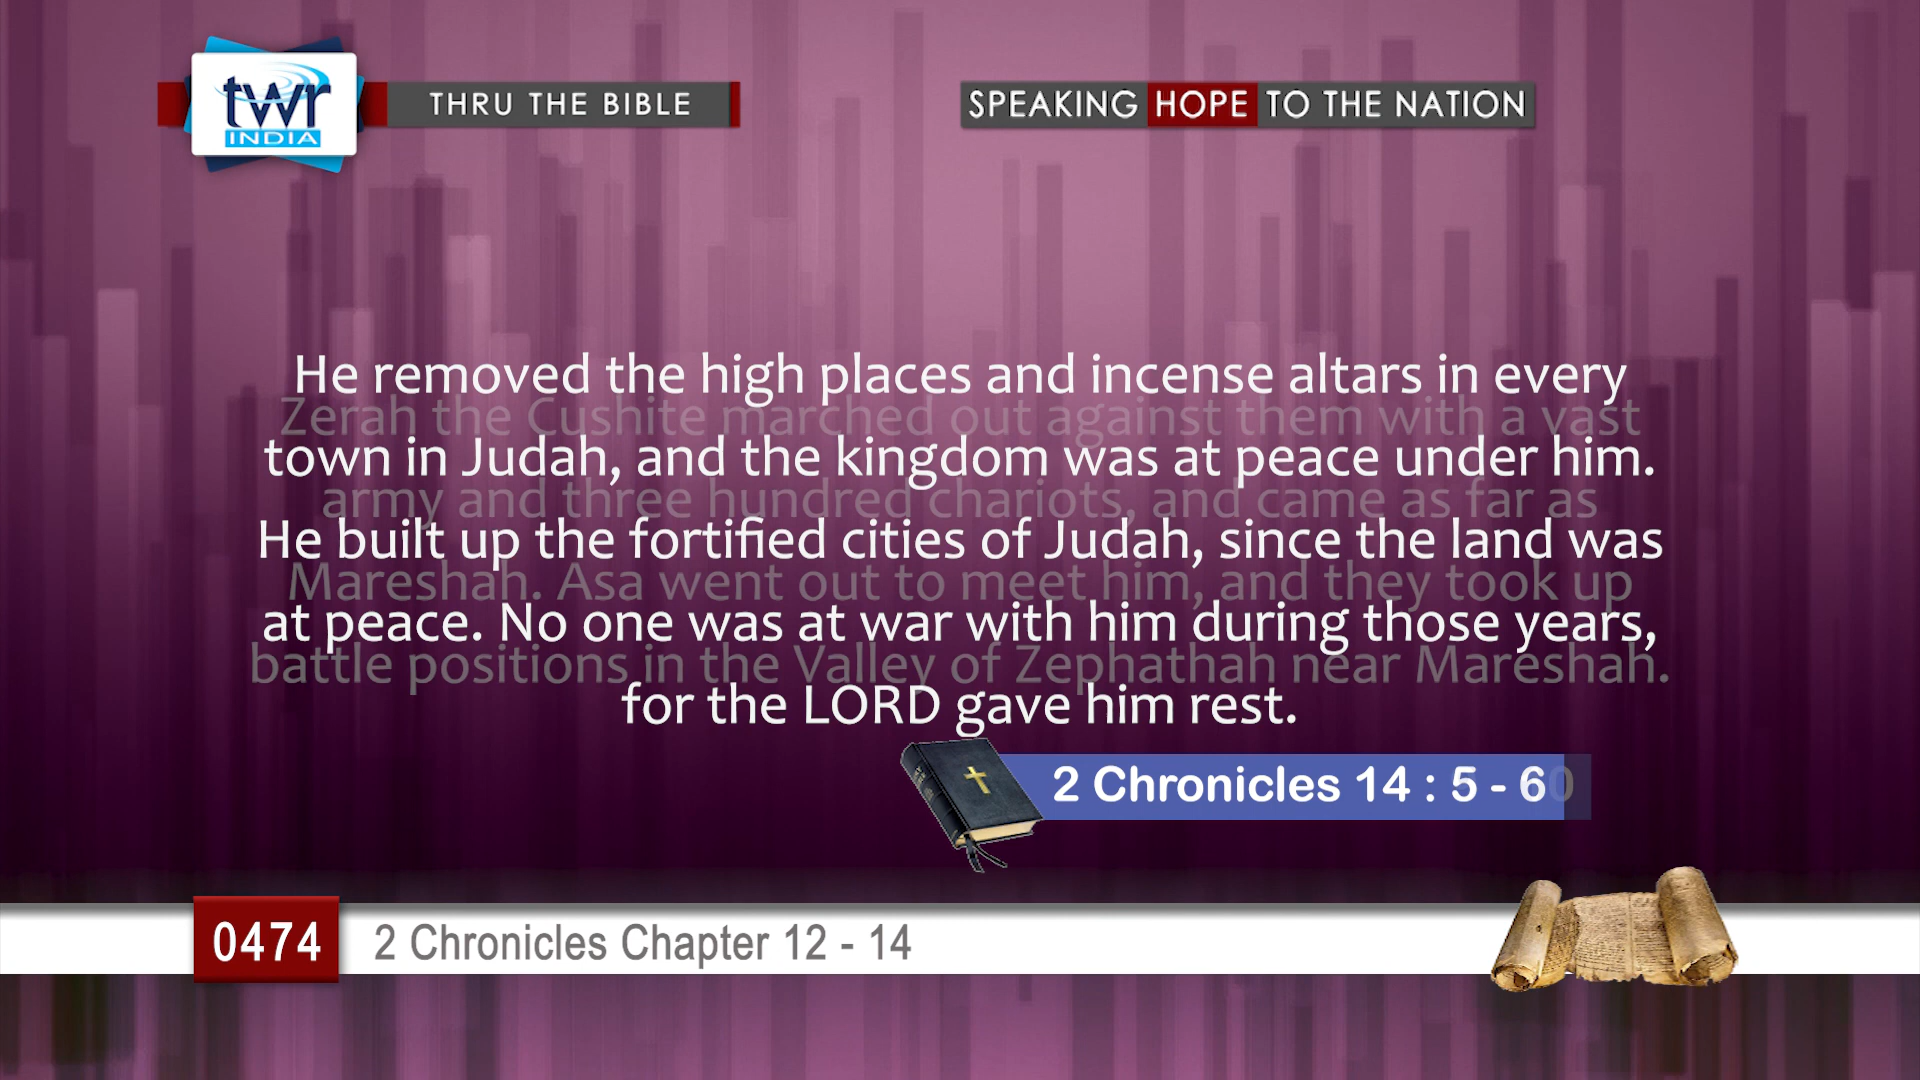 twr
INDIA
THRU THE BIBLE
SPEAKING HOPE TO THE NATION
He removed the high places and incense altars in every
Zerah the Cushite marched out against them with a vast
town in Judah, and the kingdom was at peace under him.
army and three hundred chariots, and came as far as
He built up the fortified cities of Judah, since the land was
Mareshah. Asa went out to meet him, and they took up
at peace. No one was at war with him during those years,
battle positions in the Valley of Zephathah near Mareshah.
for the LORD gave him rest.
2 Chronicles 14 : 5 - 6
0474
2 Chronicles Chapter 12 - 14